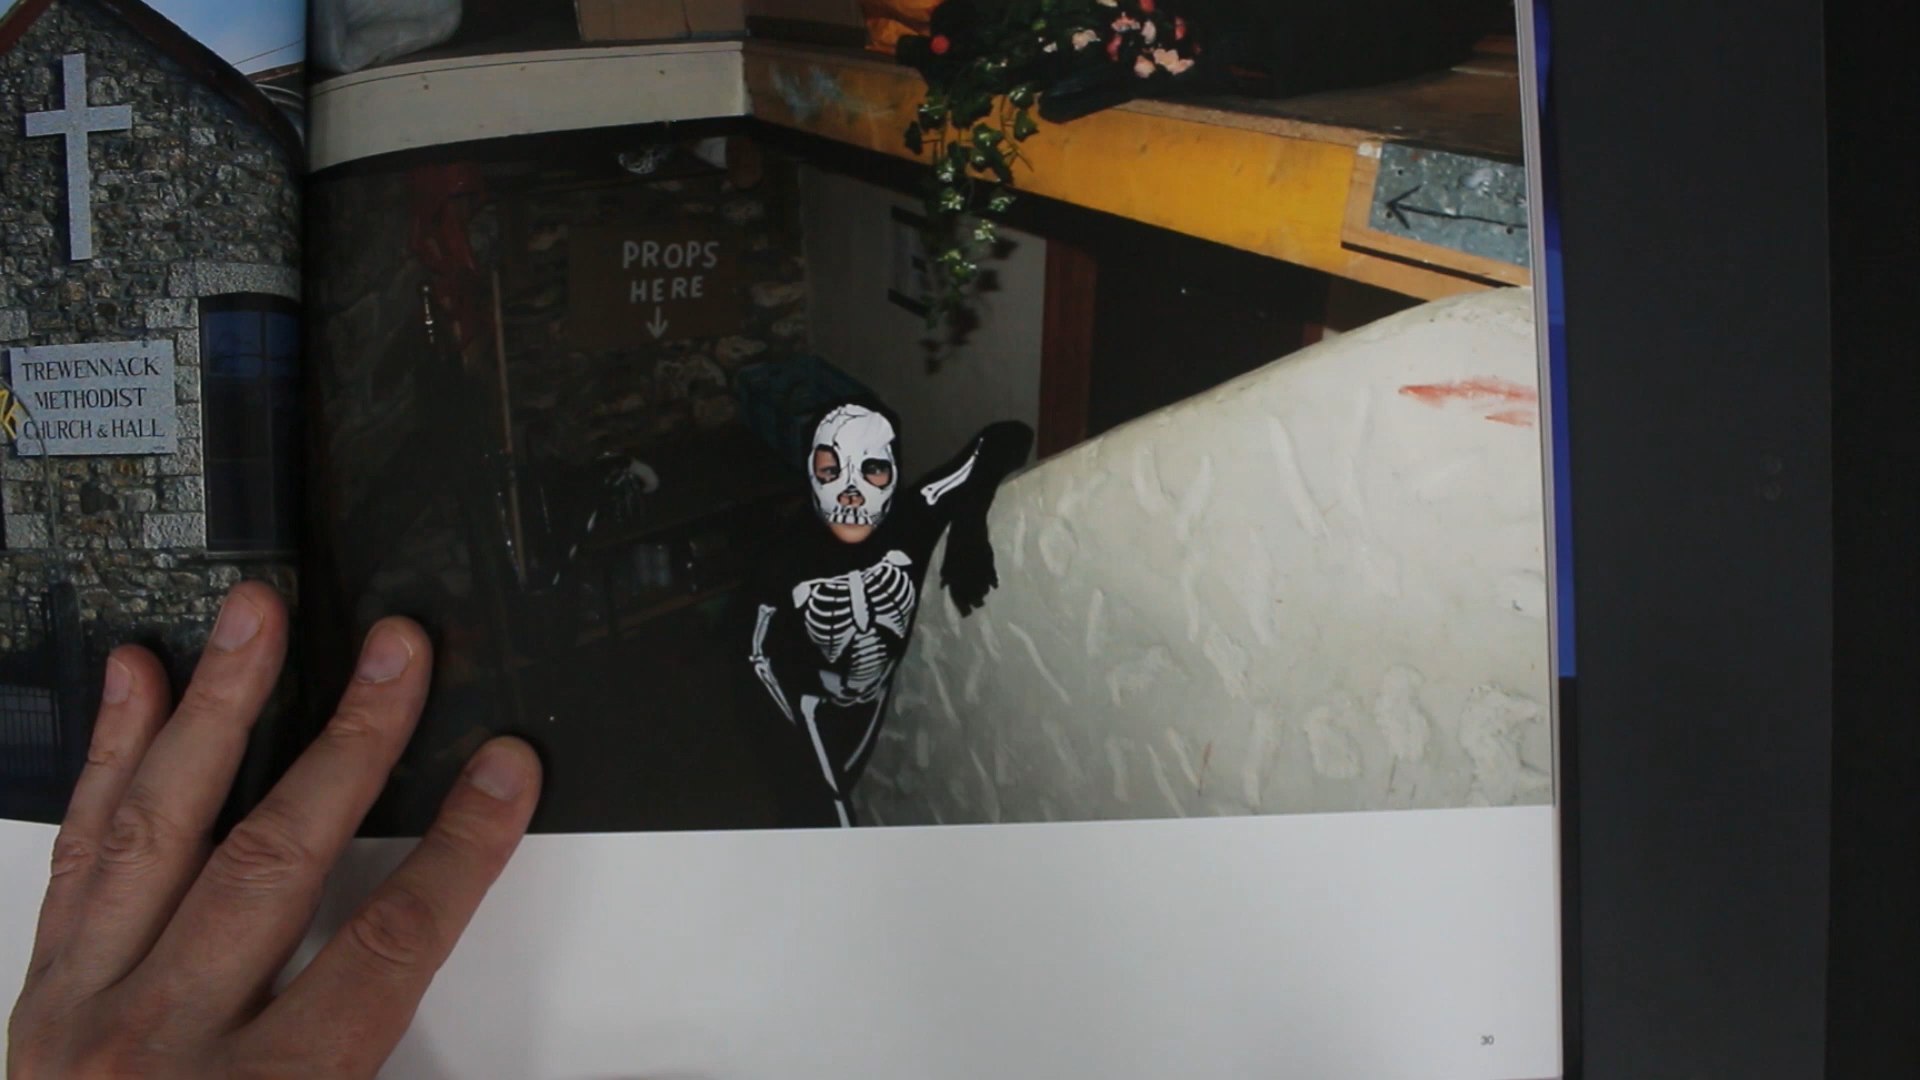 TREWENNACK
METHODIST
CHURCH & HALL
PROPS
HERE
30